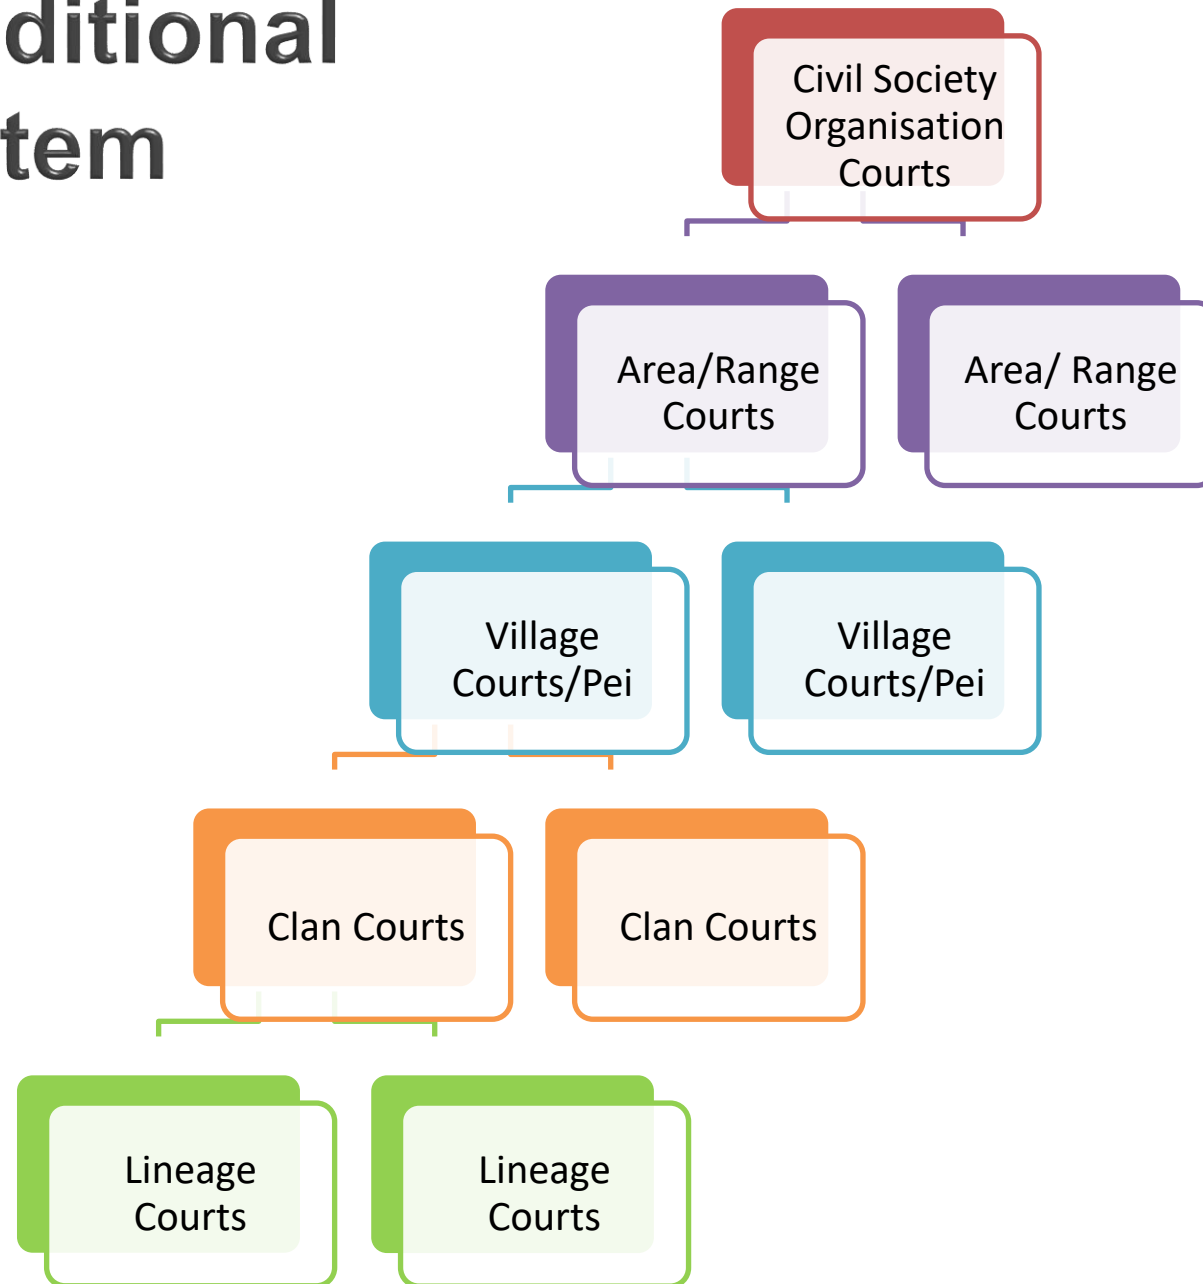 ditional
tem
Civil Society
Organisation
Courts
Area/Range
Courts
Area/ Range
Courts
Village
Courts/Pei
Village
Courts/Pei
Clan Courts
Clan Courts
Lineage
Courts
Lineage
Courts